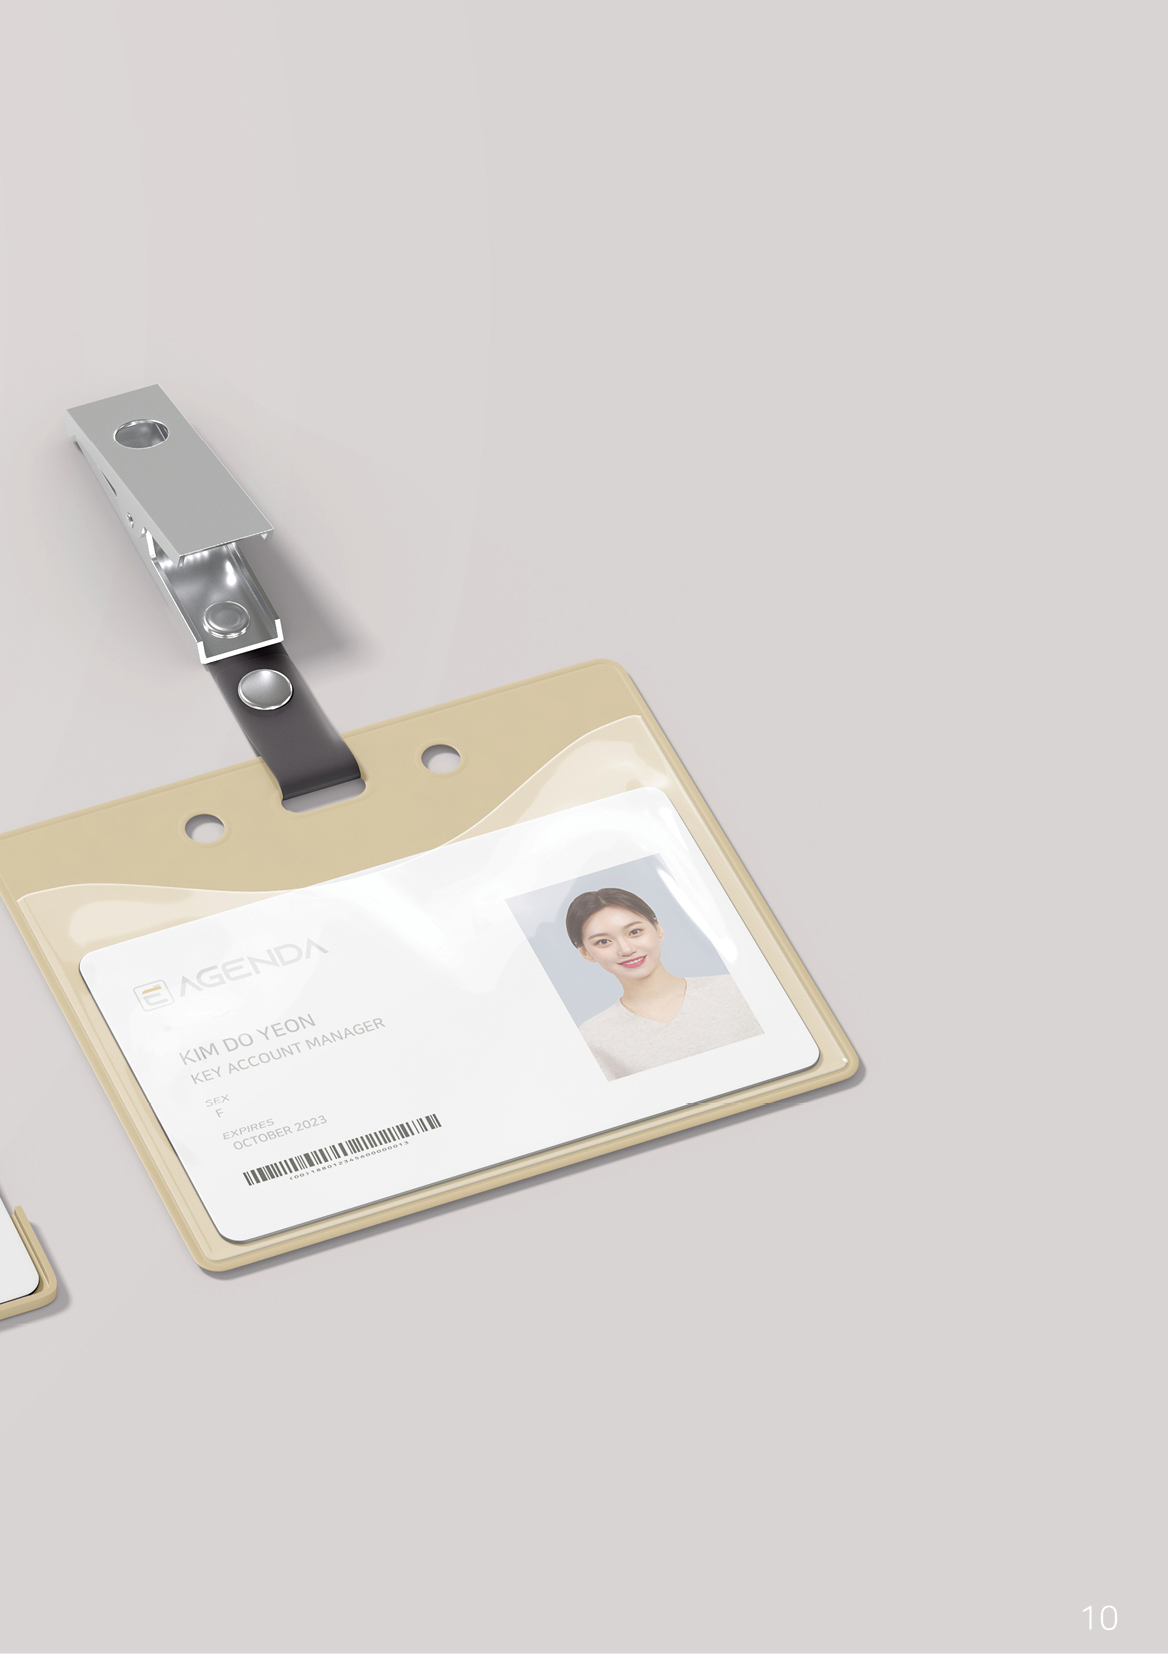 AGENDA
KIM DO YEON
KEY ACCOUNT MANAGER
SEX
F
EXPIRES
OCTOBER 2023
10